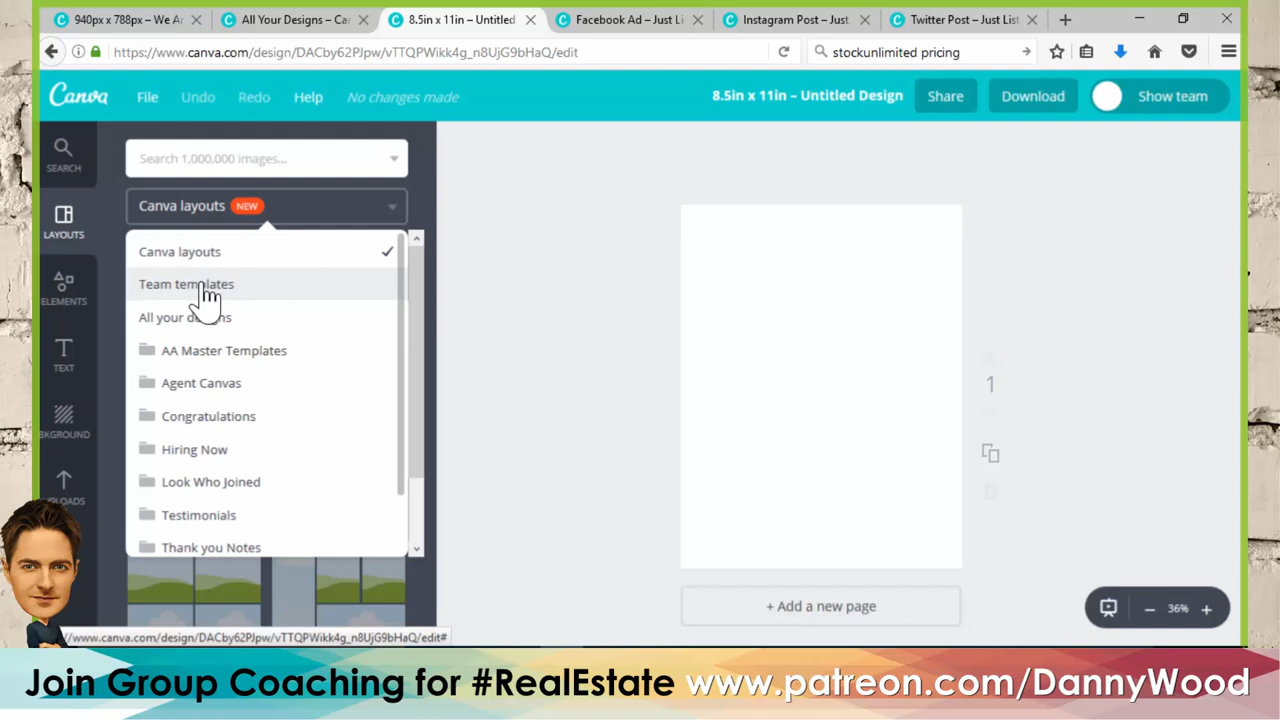 940px x 788px – We A
All Your Designs – Ca
8.5in x 11in – Untitled
Facebook Ad – Just Li
Instagram Post – Just
Twitter Post – Just List
https://www.canva.com/design/DACby62PJpw/vTTQPWikk4g_n8UjG9bHaQ/edit
stockunlimited pricing
Canva
File
Undo
Redo
Help
No changes made
8.5in x 11in – Untitled Design
Share
Download
Show team
SEARCH
LAYOUTS
ELEMENTS
TEXT
BKGROUND
UPLOADS
Search 1,000,000 images...
Canva layouts NEW
Canva layouts
Team templates
All your designs
AA Master Templates
Agent Canvas
Congratulations
Hiring Now
Look Who Joined
Testimonials
Thank you Notes
1
+ Add a new page
36%
//www.canva.com/design/DACby62PJpw/vTTQPWikk4g_n8UjG9bHaQ/edit#
Join Group Coaching for #RealEstate www.patreon.com/DannyWood